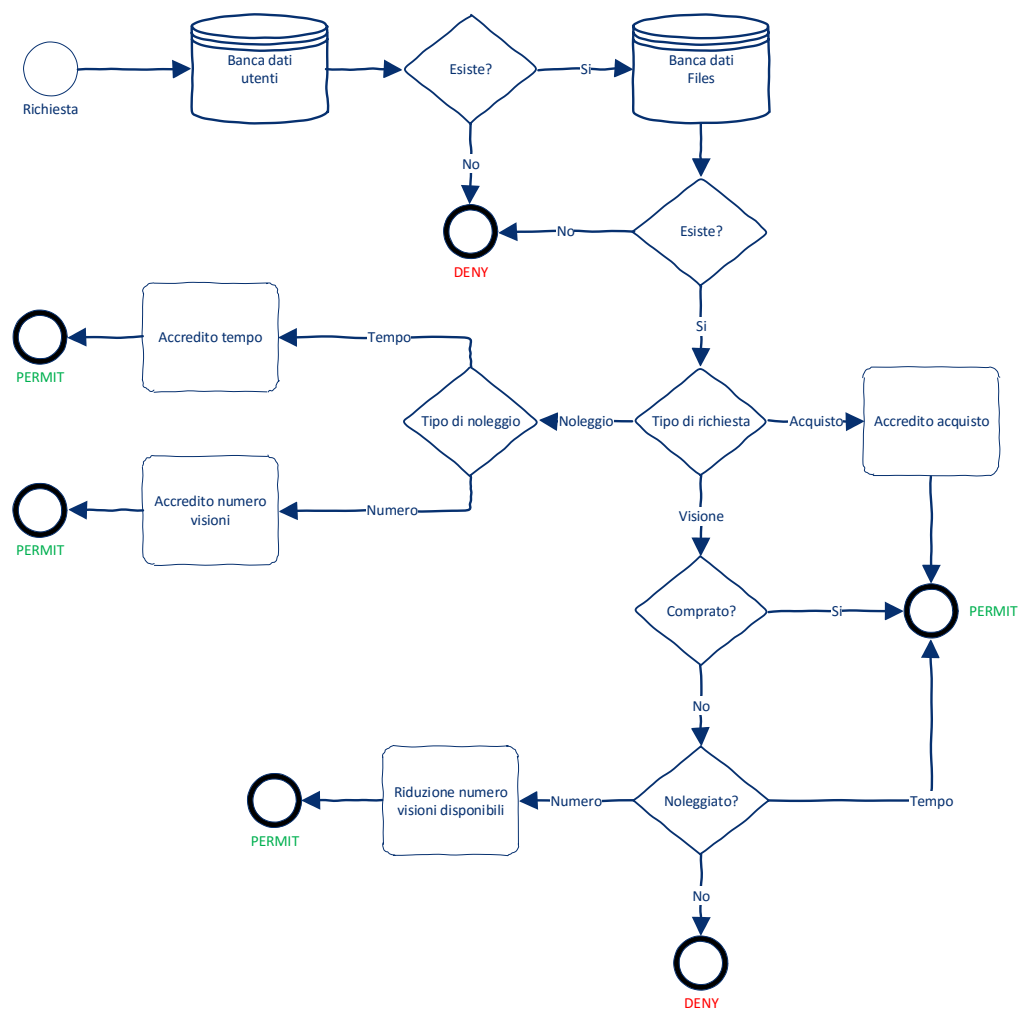 Richiesta
Banca dati
utenti
Esiste?
Si
Banca dati
Files
No
DENY
No
Esiste?
Si
PERMIT
Accredito tempo
Tempo
Tipo di noleggio
Noleggio
Tipo di richiesta
Acquisto
Accredito acquisto
PERMIT
Accredito numero
visioni
Numero
Visione
Comprato?
Si
PERMIT
No
PERMIT
Riduzione numero
visioni disponibili
Numero
Noleggiato?
Tempo
No
DENY